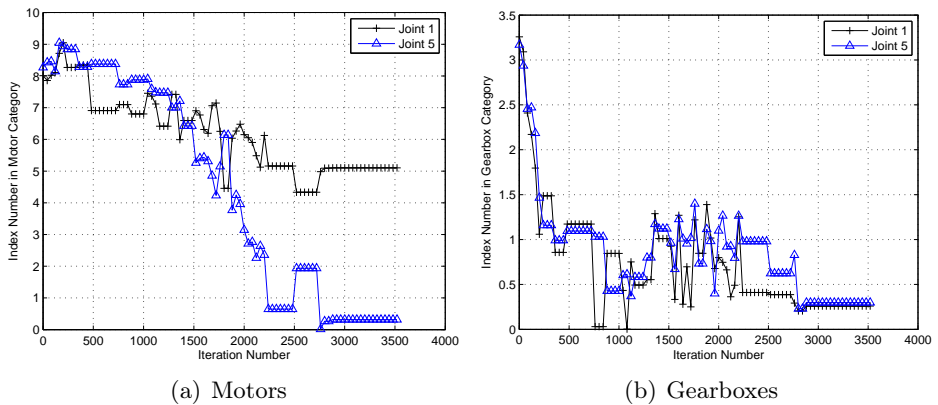 10
9
8
7
6
5
4
3
2
1
0
Index Number in Motor Category
Joint 1
Joint 5
0 500 1000 1500 2000 2500 3000 3500 4000
Iteration Number
(a) Motors
3.5
3
2.5
2
1.5
1
0.5
0
Index Number in Gearbox Category
Joint 1
Joint 5
0 500 1000 1500 2000 2500 3000 3500 4000
Iteration Number
(b) Gearboxes